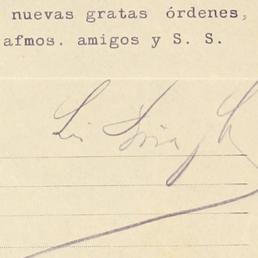 nuevas gratas órdenes,
afmos. amigos y S. S.